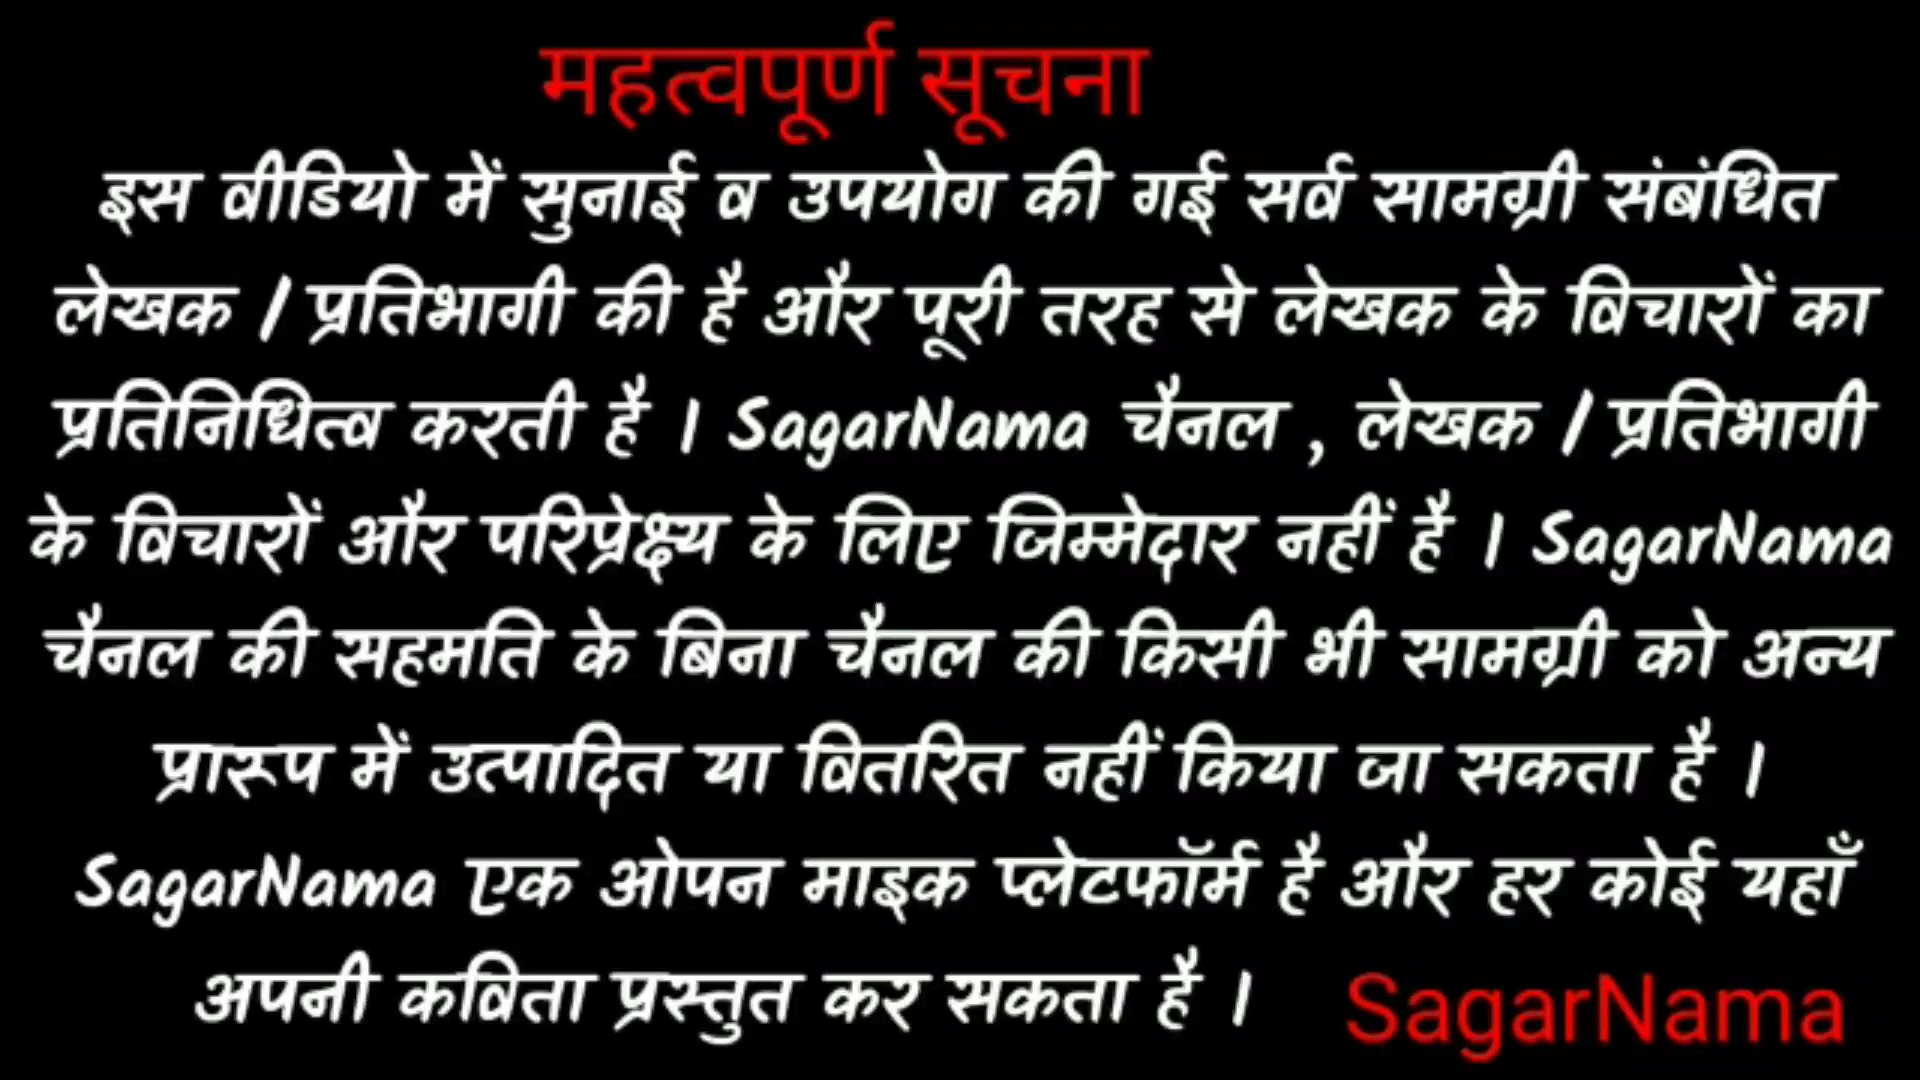 महत्वपूर्ण सूचना
इस वीडियो में सुनाई व उपयोग की गई सर्व सामग्री संबंधित
लेखक / प्रतिभागी की है और पूरी तरह से लेखक के विचारों का
प्रतिनिधित्व करती है । SagarNama चैनल , लेखक / प्रतिभागी
के विचारों और परिप्रेक्ष्य के लिए जिम्मेदार नहीं है । SagarNama
चैनल की सहमति के बिना चैनल की किसी भी सामग्री को अन्य
प्रारूप में उत्पादित या वितरित नहीं किया जा सकता है ।
SagarNama एक ओपन माइक प्लेटफॉर्म है और हर कोई यहाँ
अपनी कविता प्रस्तुत कर सकता है ।
SagarNama